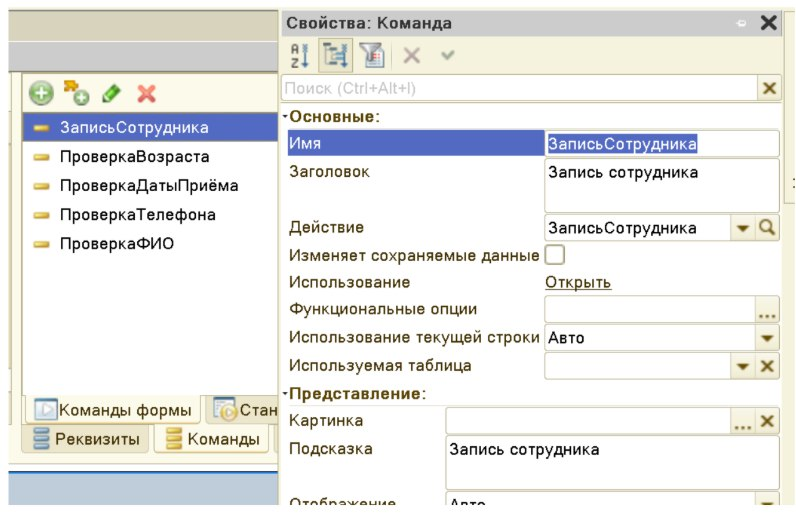 Свойства: Команда
Поиск (Ctrl+Alt+I)
Основные:
Имя ЗаписьСотрудника
Заголовок Запись сотрудника
Действие ЗаписьСотрудника
Изменяет сохраняемые данные
Использование Открыть
Функциональные опции ...
Использование текущей строки Авто
Используемая таблица
Представление:
Картинка ...
Подсказка Запись сотрудника
Отображение Авто
ЗаписьСотрудника
ПроверкаВозраста
ПроверкаДатыПриёма
ПроверкаТелефона
ПроверкаФИО
Команды формы Стан
Реквизиты Команды